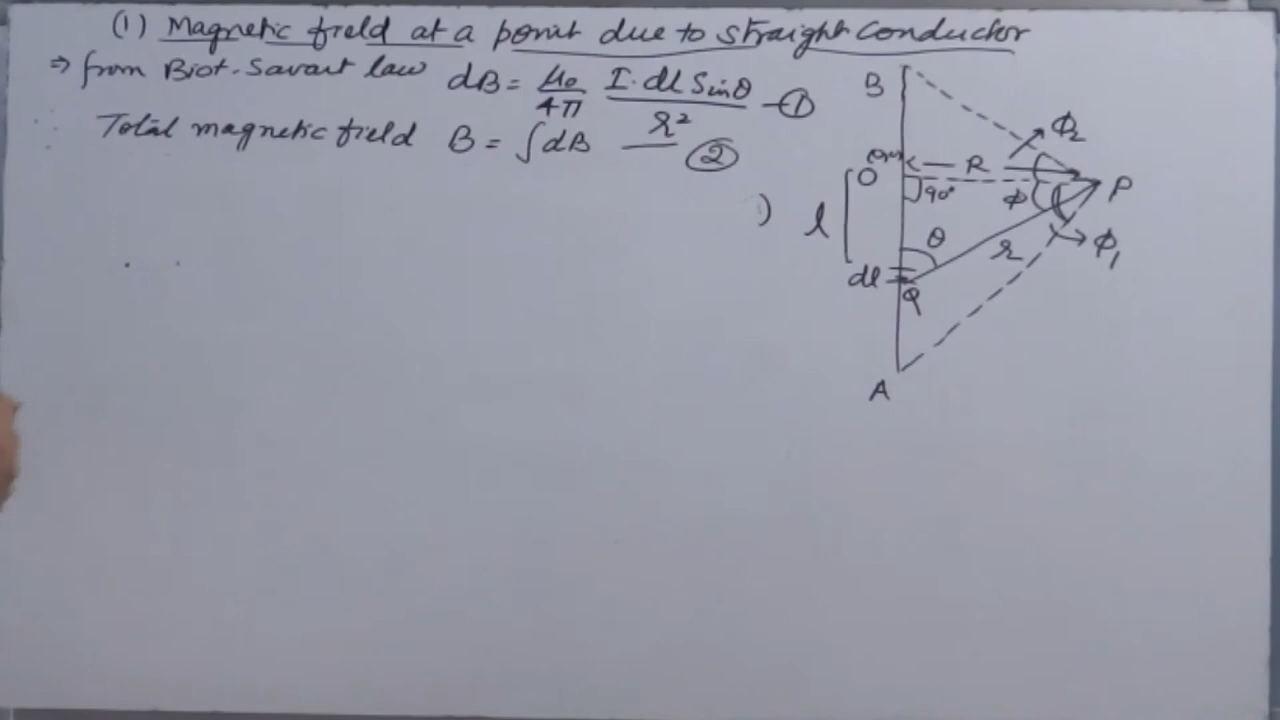 (1) Magnetic field at a point due to straight conductor
⇒ from Biot-Savart law dB = μ₀/4π I·dl Sinθ/r² — ①
Total magnetic field B = ∫dB — ②
B
ϕ₂
R
O
90°
P
ϕ
l
θ
r
ϕ₁
dl
Q
A